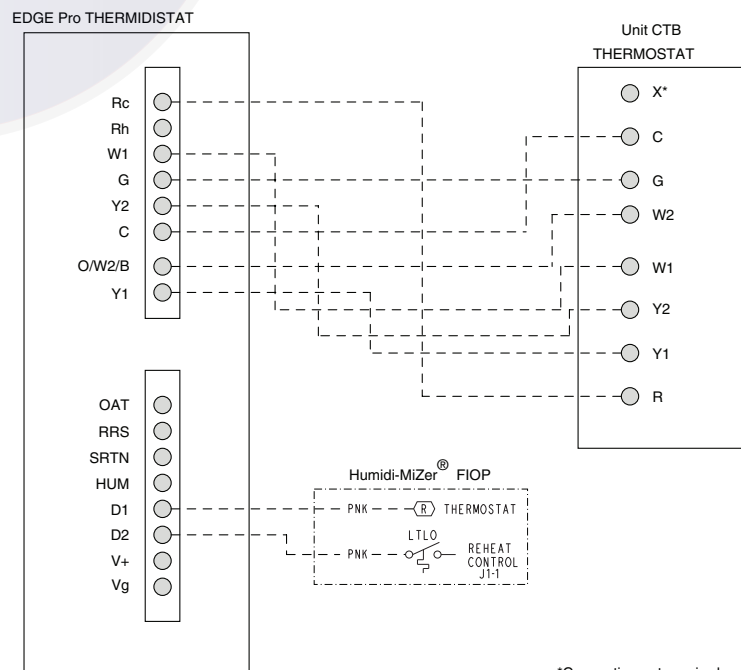 EDGE Pro THERMIDISTAT
Rc
Rh
W1
G
Y2
C
O/W2/B
Y1
OAT
RRS
SRTN
HUM
D1
D2
V+
Vg
Unit CTB
THERMOSTAT
X*
C
G
W2
W1
Y2
Y1
R
Humidi-MiZer® FIOP
PNK R THERMOSTAT
LTLO
PNK REHEAT
CONTROL
J1-1